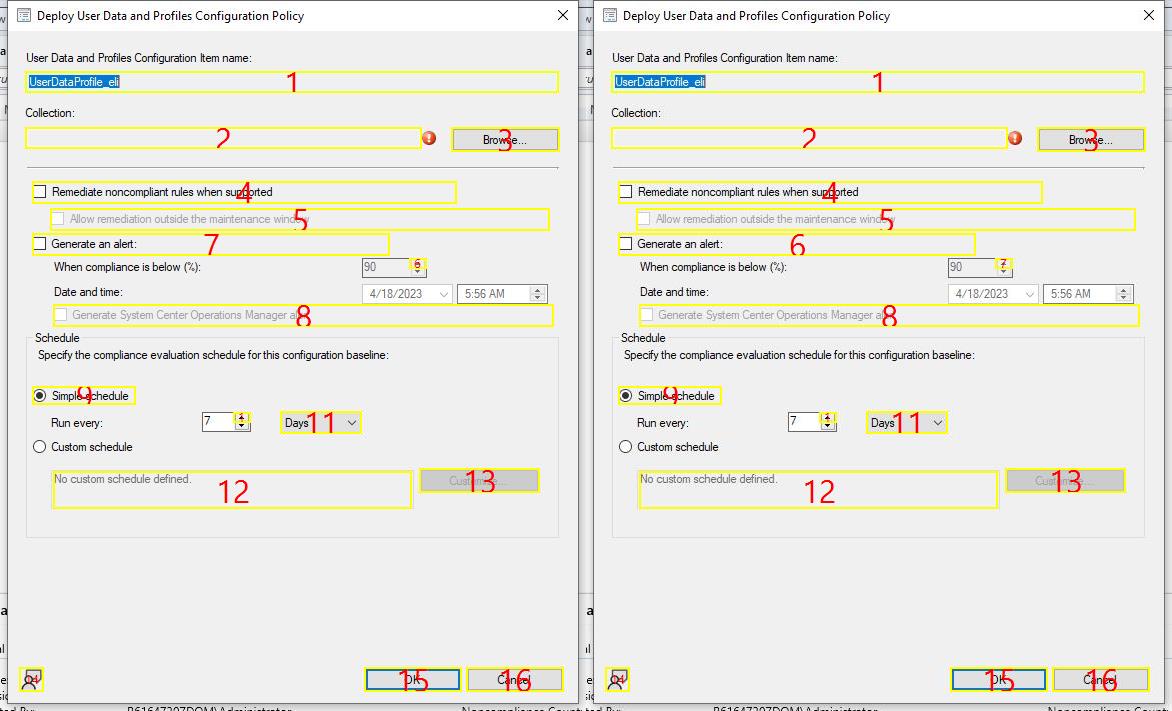 Deploy User Data and Profiles Configuration Policy
User Data and Profiles Configuration Item name:
UserDataProfile_eli 1
Collection:
2
Browse... 3
Remediate noncompliant rules when supported 4
Allow remediation outside the maintenance window 5
Generate an alert: 7
When compliance is below (%): 90 6
Date and time: 4/18/2023 5:56 AM
Generate System Center Operations Manager 8
Schedule
Specify the compliance evaluation schedule for this configuration baseline:
Simple schedule 9
Run every: 7 Days 11
Custom schedule
No custom schedule defined. 12
Customize... 13
OK 15
Cancel 16
Deploy User Data and Profiles Configuration Policy
User Data and Profiles Configuration Item name:
UserDataProfile_eli 1
Collection:
2
Browse... 3
Remediate noncompliant rules when supported 4
Allow remediation outside the maintenance window 5
Generate an alert: 6
When compliance is below (%): 90 7
Date and time: 4/18/2023 5:56 AM
Generate System Center Operations Manager 8
Schedule
Specify the compliance evaluation schedule for this configuration baseline:
Simple schedule 9
Run every: 7 Days 11
Custom schedule
No custom schedule defined. 12
Customize... 13
OK 15
Cancel 16